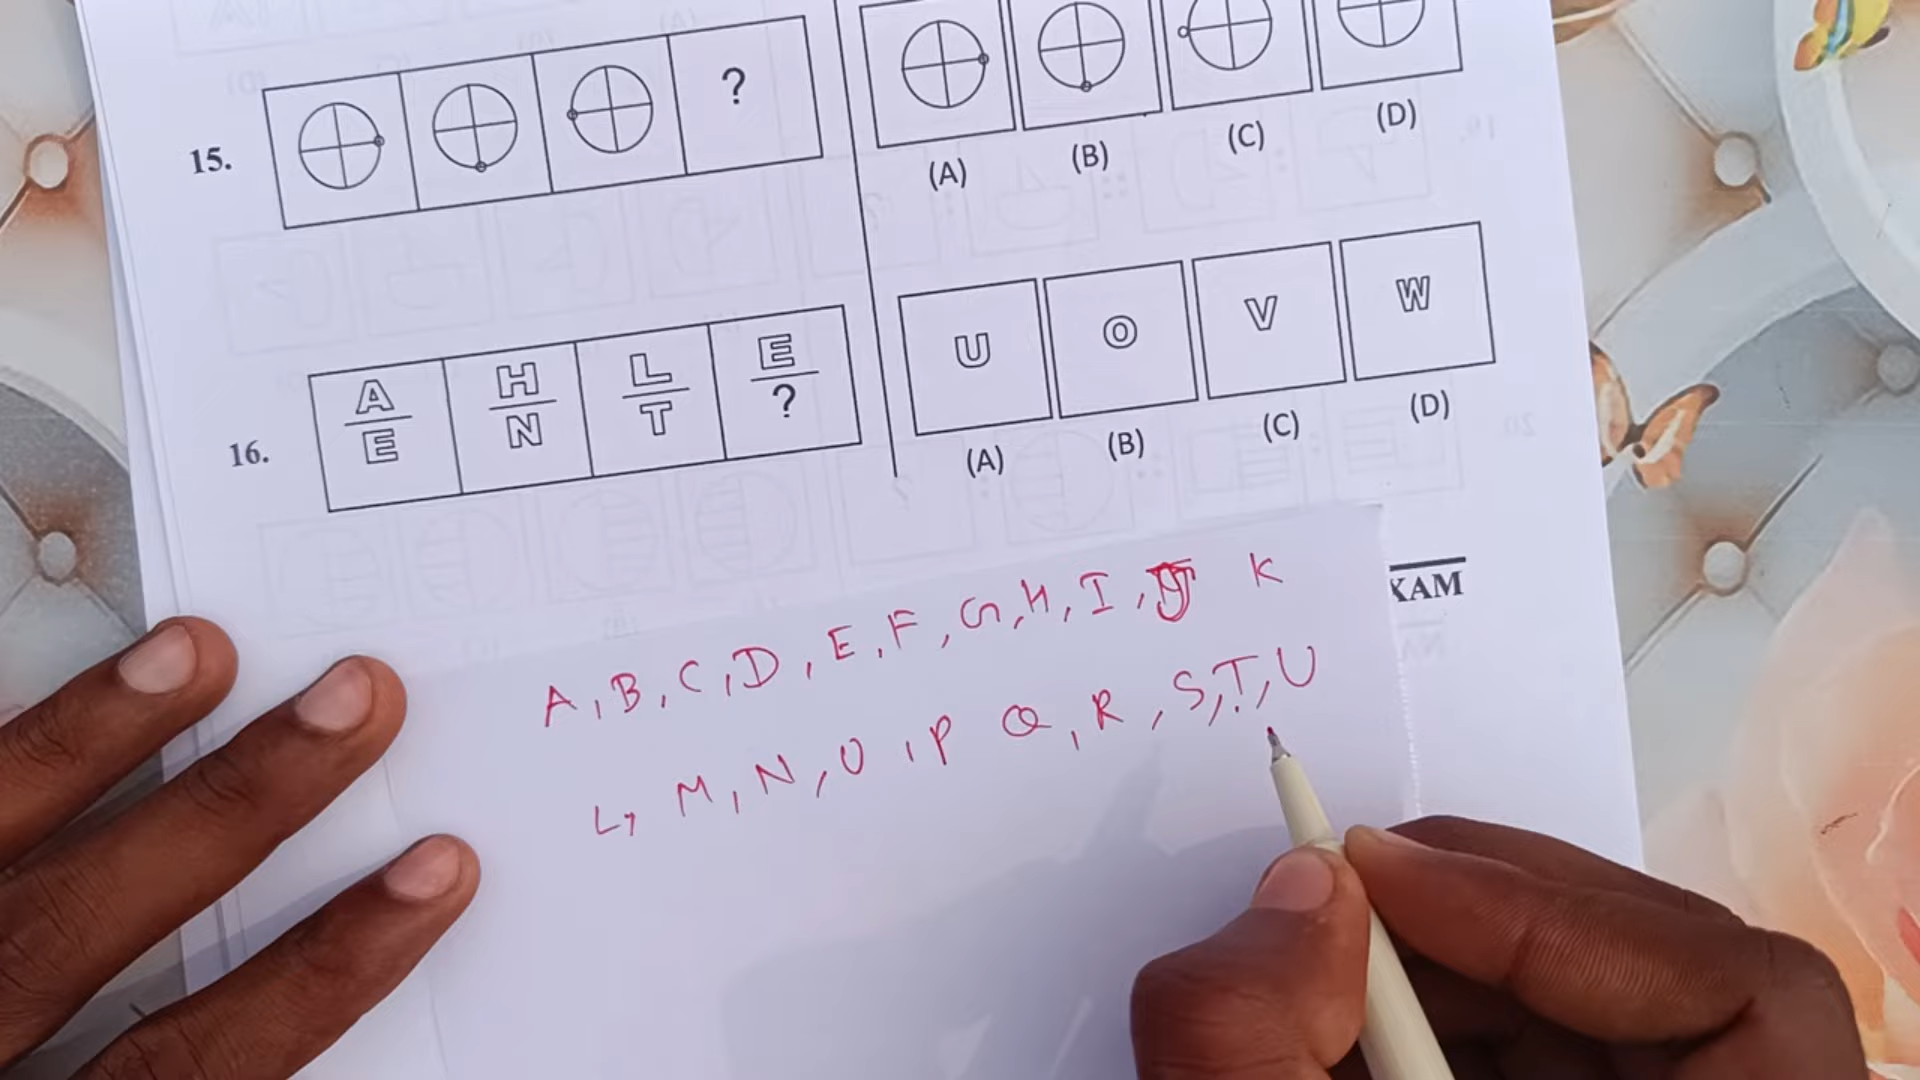 15.
?
(A)
(B)
(C)
(D)
16.
A
E
H
N
L
T
E
?
U
O
V
W
(A)
(B)
(C)
(D)
XAM
A, B, C, D, E, F, G, H, I, J K
L, M, N, O, P Q, R, S, T, U